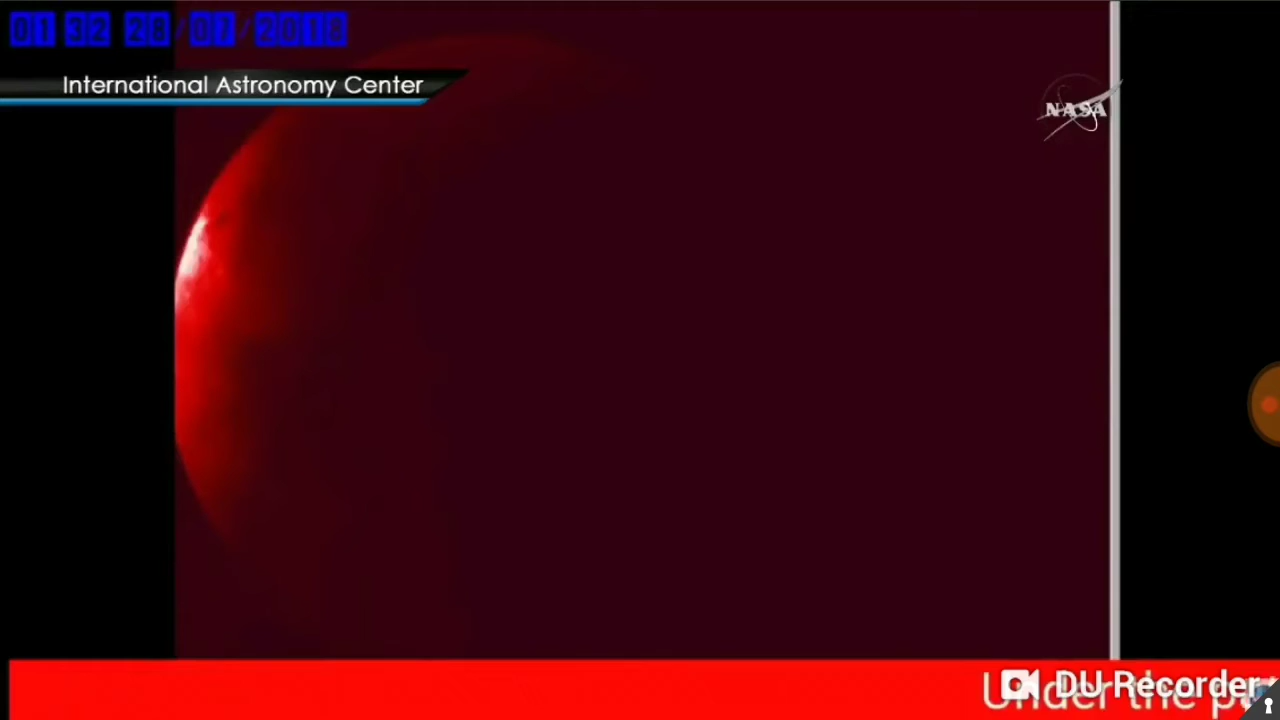 01 32 28/07/2018
International Astronomy Center
NASA
Under the
DU Recorder